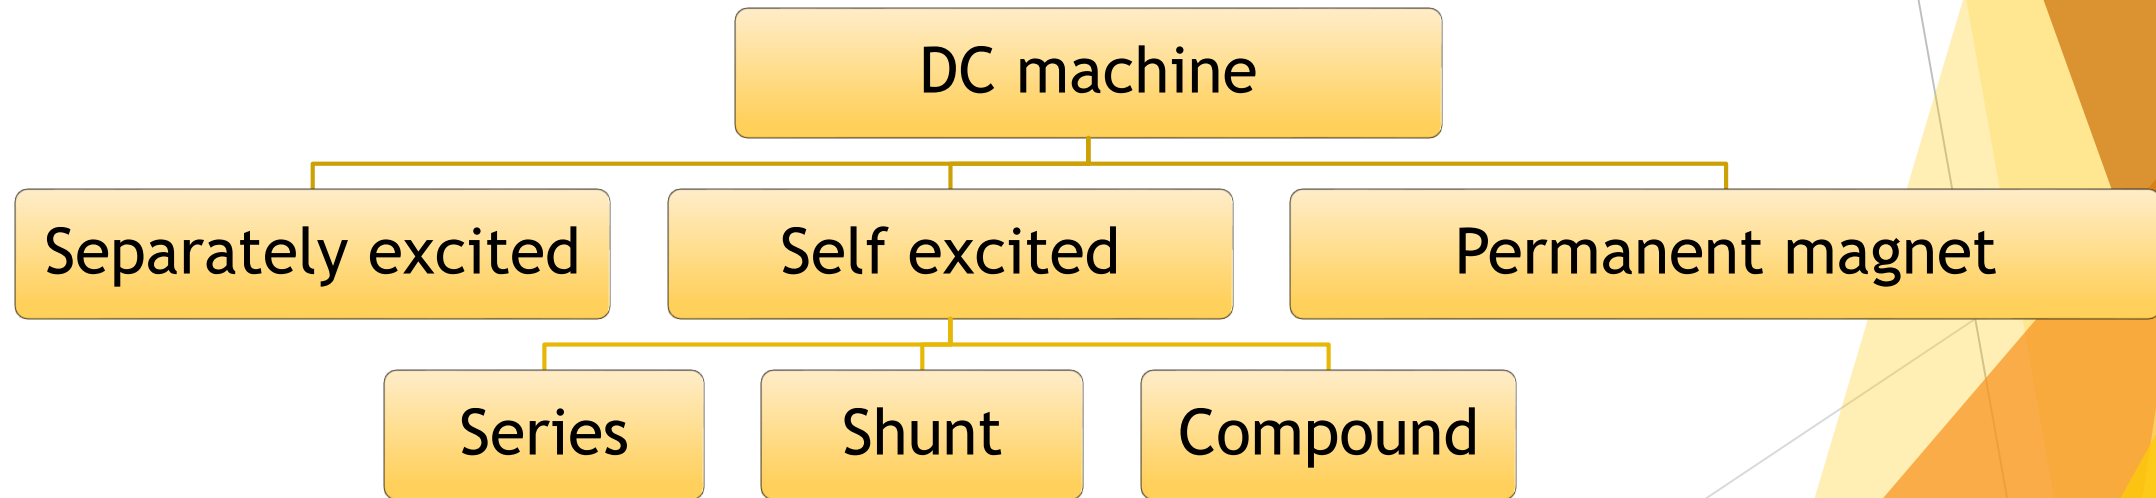 DC machine
Separately excited
Self excited
Permanent magnet
Series
Shunt
Compound